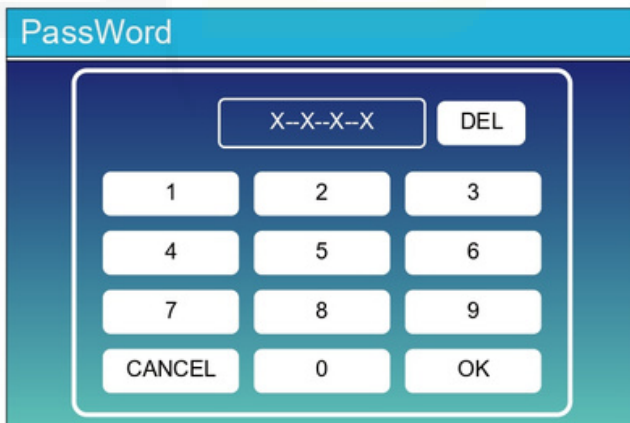 PassWord
X--X--X--X DEL
1 2 3
4 5 6
7 8 9
CANCEL 0 OK